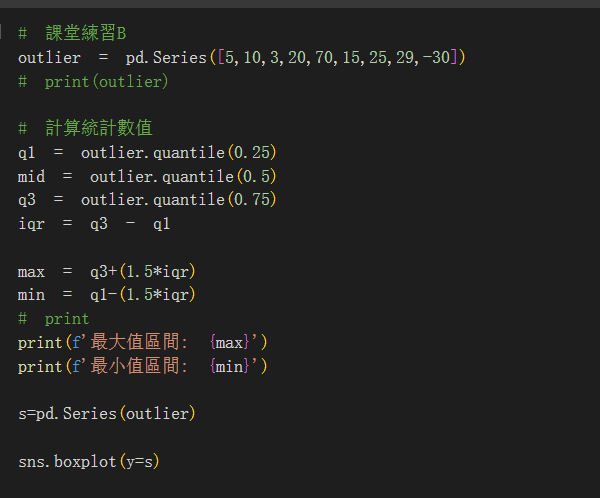 # 課堂練習B
outlier = pd.Series([5,10,3,20,70,15,25,29,-30])
# print(outlier)
# 計算統計數值
q1 = outlier.quantile(0.25)
mid = outlier.quantile(0.5)
q3 = outlier.quantile(0.75)
iqr = q3 - q1
max = q3+(1.5*iqr)
min = q1-(1.5*iqr)
# print
print(f'最大值區間: {max}')
print(f'最小值區間: {min}')
s=pd.Series(outlier)
sns.boxplot(y=s)